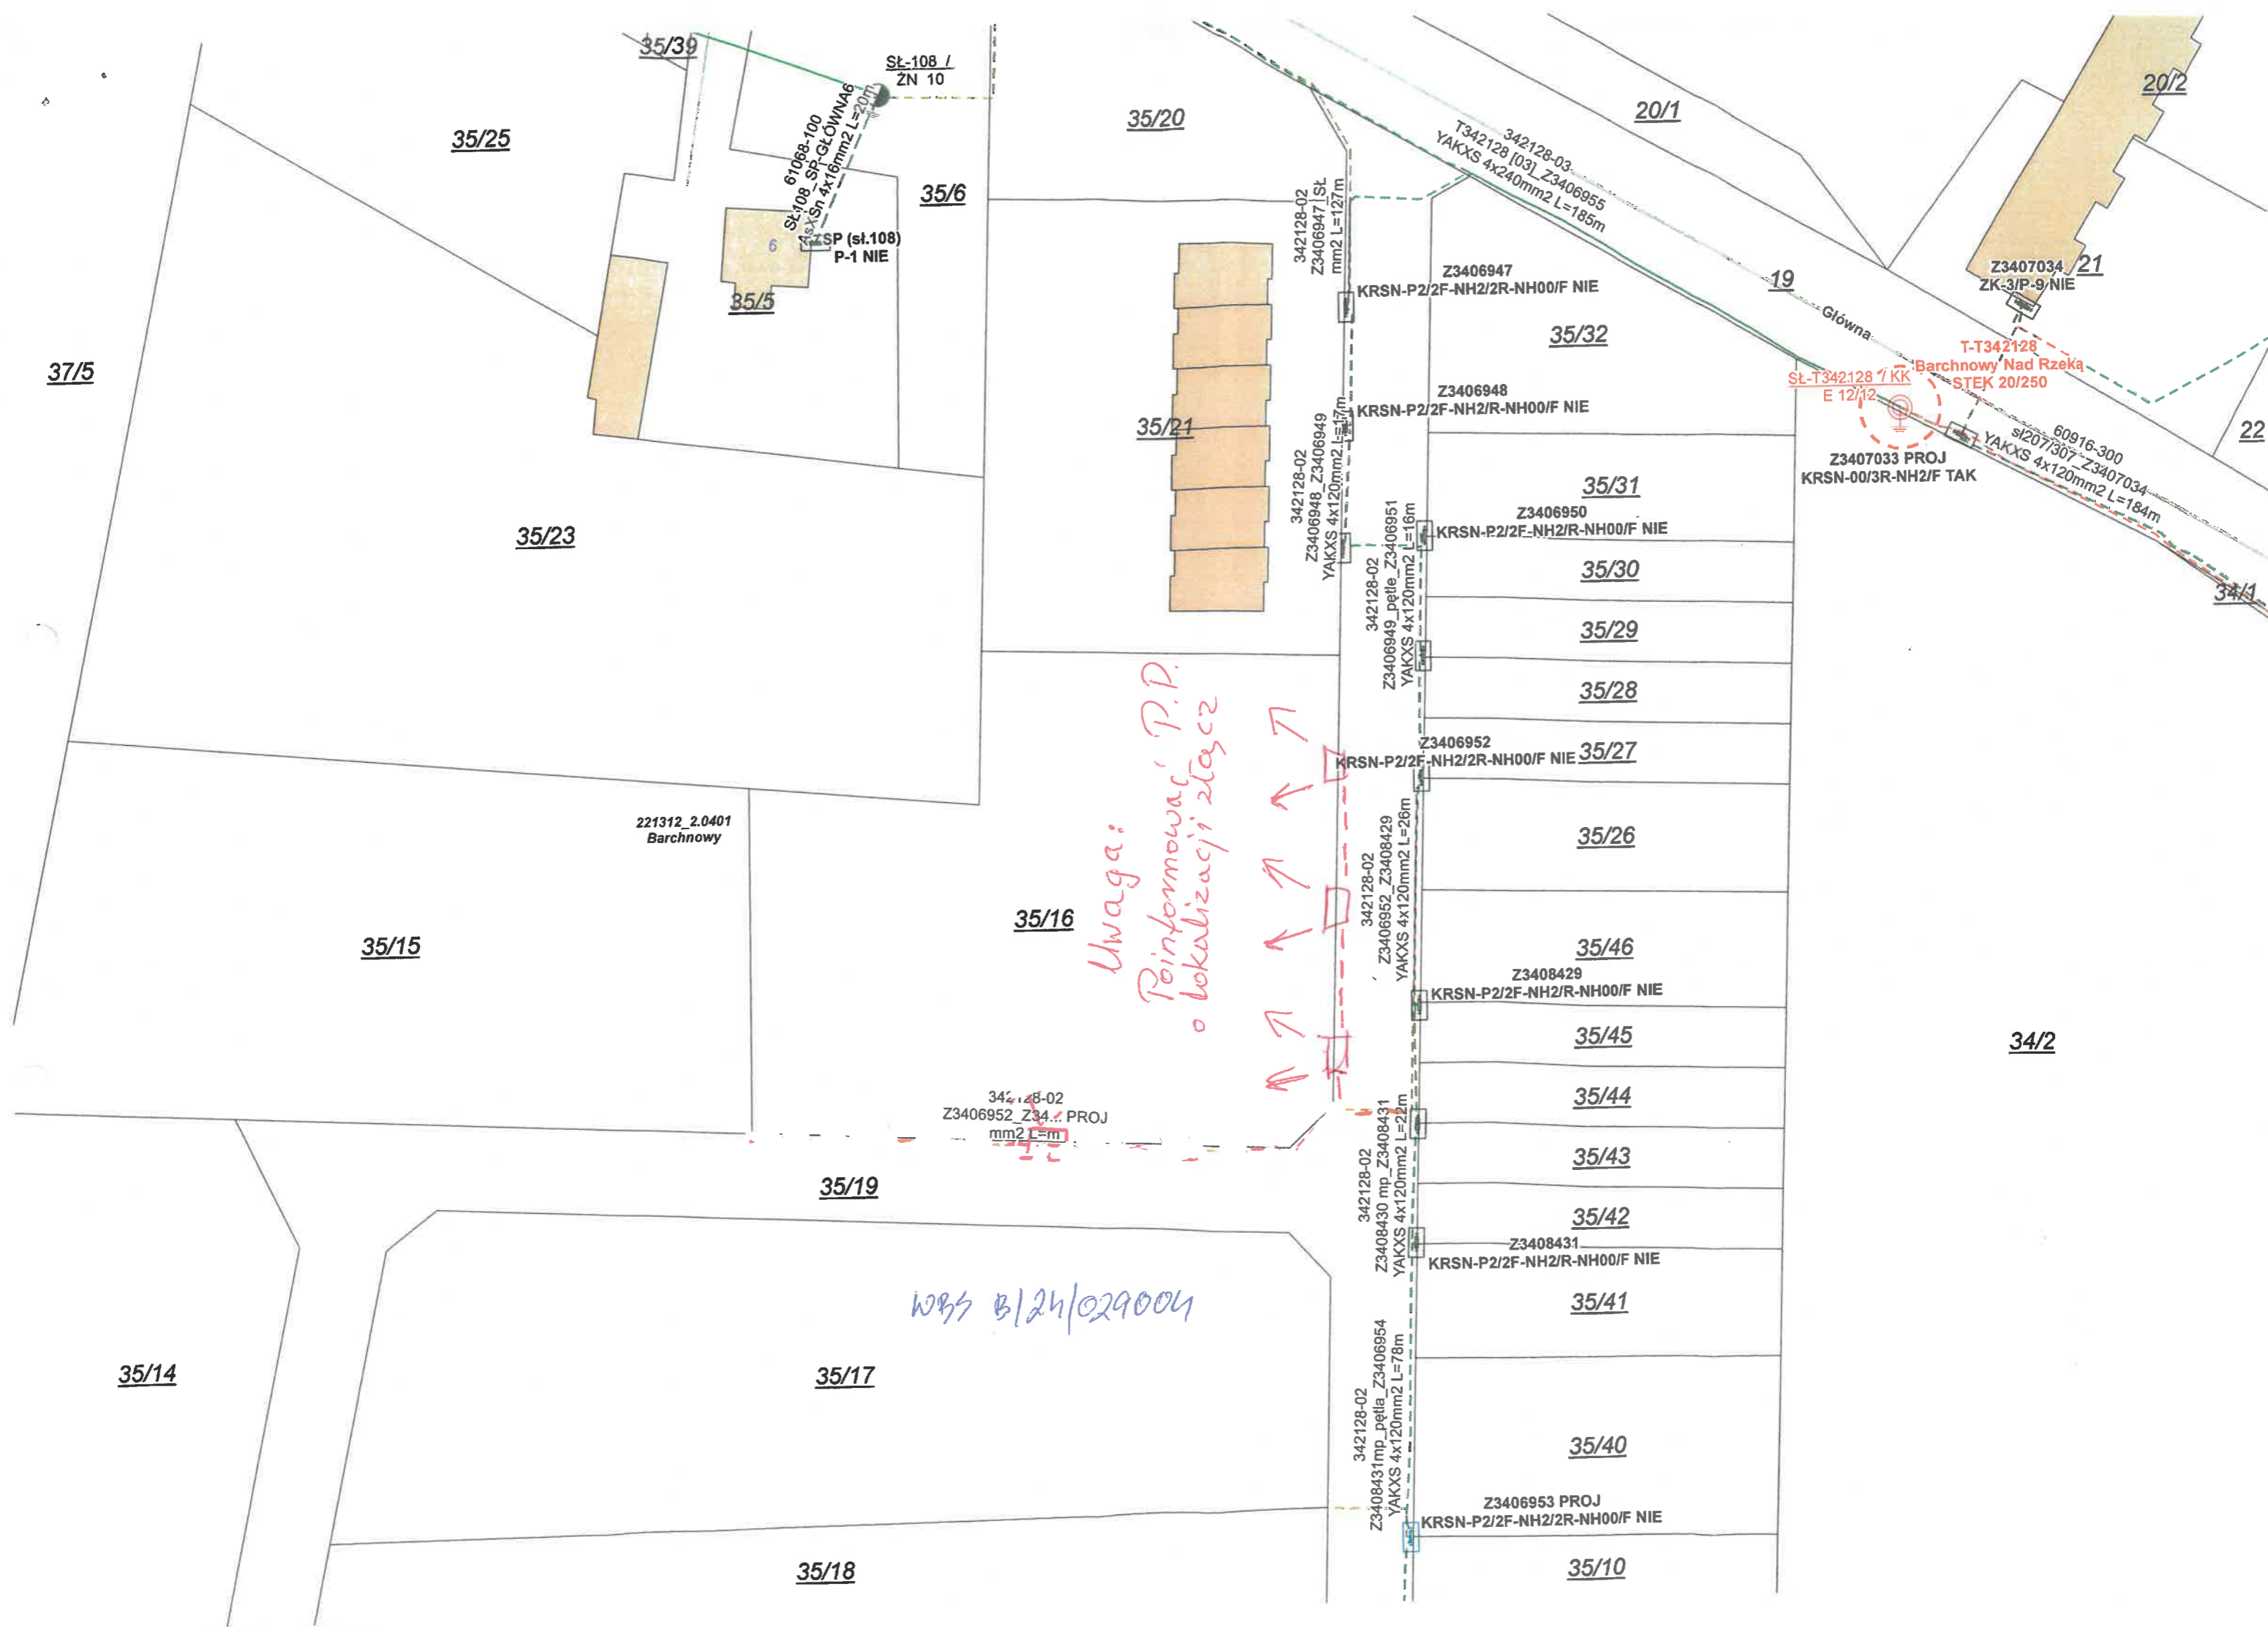 35/39
SŁ-108 /
ŻN 10
35/25
61068-100
SŁ108_SP-GŁÓWNA6
AsXSn 4x16mm2 L=20m
35/6
6
SP (sł.108)
P-1 NIE
35/5
37/5
35/23
35/20
342128-02
Z3406947_SŁ
mm2 L=127m
342128-03
T342128 [03]_Z3406955
YAKXS 4x240mm2 L=185m
20/1
20/2
19
Główna
Z3407034
ZK-3/P-9 NIE
21
T-T342128
Barchnowy Nad Rzeką
STEK 20/250
SŁ-T342128 / KK
E 12/12
22
Z3407033 PROJ
KRSN-00/3R-NH2/F TAK
60916-300
sł207/307_Z3407034
YAKXS 4x120mm2 L=184m
34/1
Z3406947
KRSN-P2/2F-NH2/2R-NH00/F NIE
35/32
Z3406948
KRSN-P2/2F-NH2/R-NH00/F NIE
35/21
342128-02
Z3406948_Z3406949
YAKXS 4x120mm2 L=17m
35/31
Z3406950
KRSN-P2/2F-NH2/R-NH00/F NIE
342128-02
Z3406949_pętle_Z3406951
YAKXS 4x120mm2 L=16m
35/30
35/29
35/28
Z3406952
KRSN-P2/2F-NH2/2R-NH00/F NIE
35/27
35/26
342128-02
Z3406952_Z3408429
YAKXS 4x120mm2 L=26m
221312_2.0401
Barchnowy
35/15
35/16
Uwaga:
Poinformować P.P.
o lokalizacji złącz
35/46
Z3408429
KRSN-P2/2F-NH2/R-NH00/F NIE
35/45
34/2
35/44
342128-02
Z3406952_Z34... PROJ
mm2 L=m
342128-02
Z3408430 mp_Z3408431
YAKXS 4x120mm2 L=22m
35/43
35/19
35/42
Z3408431
KRSN-P2/2F-NH2/R-NH00/F NIE
35/41
WBS B/24/029004
35/14
35/17
342128-02
Z3408431mp_pętla_Z3406954
YAKXS 4x120mm2 L=78m
35/40
Z3406953 PROJ
KRSN-P2/2F-NH2/2R-NH00/F NIE
35/18
35/10